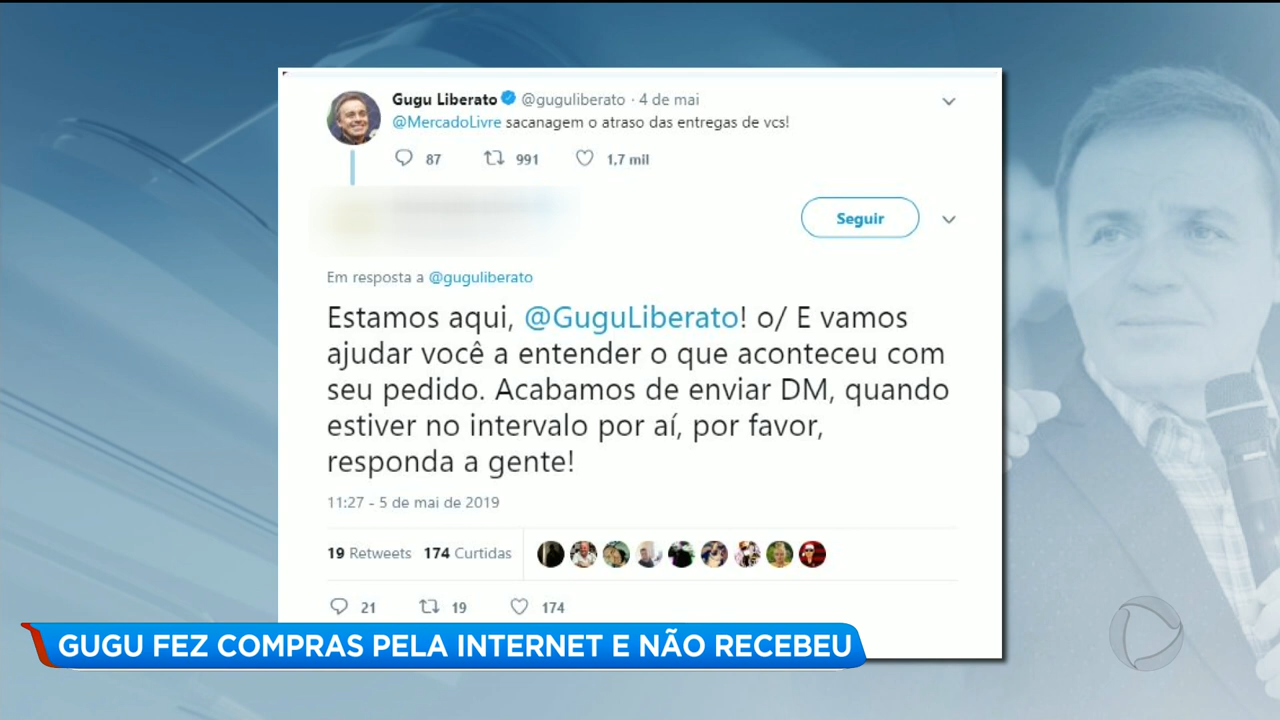 Gugu Liberato @guguliberato · 4 de mai
@MercadoLivre sacanagem o atraso das entregas de vcs!
87 991 1,7 mil
Seguir
Em resposta a @guguliberato
Estamos aqui, @GuguLiberato! o/ E vamos
ajudar você a entender o que aconteceu com
seu pedido. Acabamos de enviar DM, quando
estiver no intervalo por aí, por favor,
responda a gente!
11:27 - 5 de mai de 2019
19 Retweets 174 Curtidas
21 19 174
GUGU FEZ COMPRAS PELA INTERNET E NÃO RECEBEU